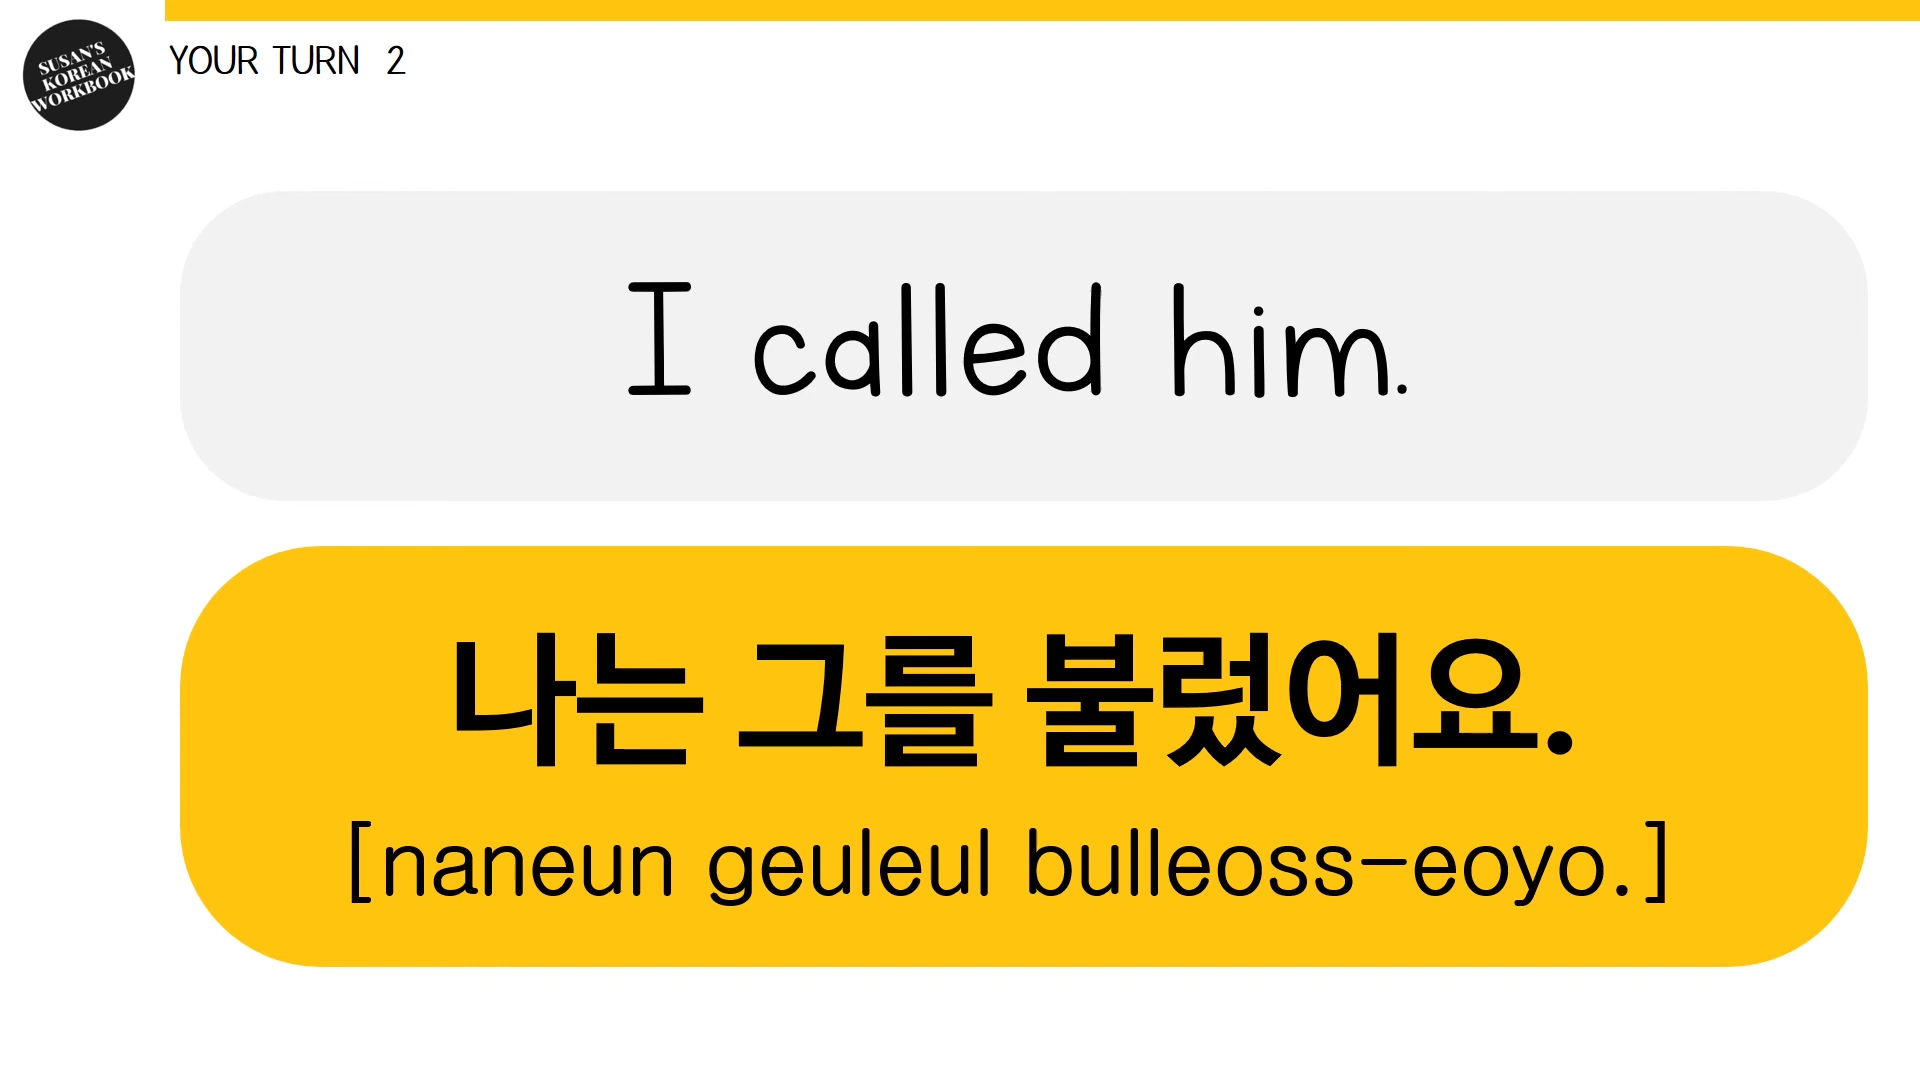 SUSAN'S
KOREAN
WORKBOOK
YOUR TURN 2
I called him.
나는 그를 불렀어요.
[naneun geuleul bulleoss-eoyo.]